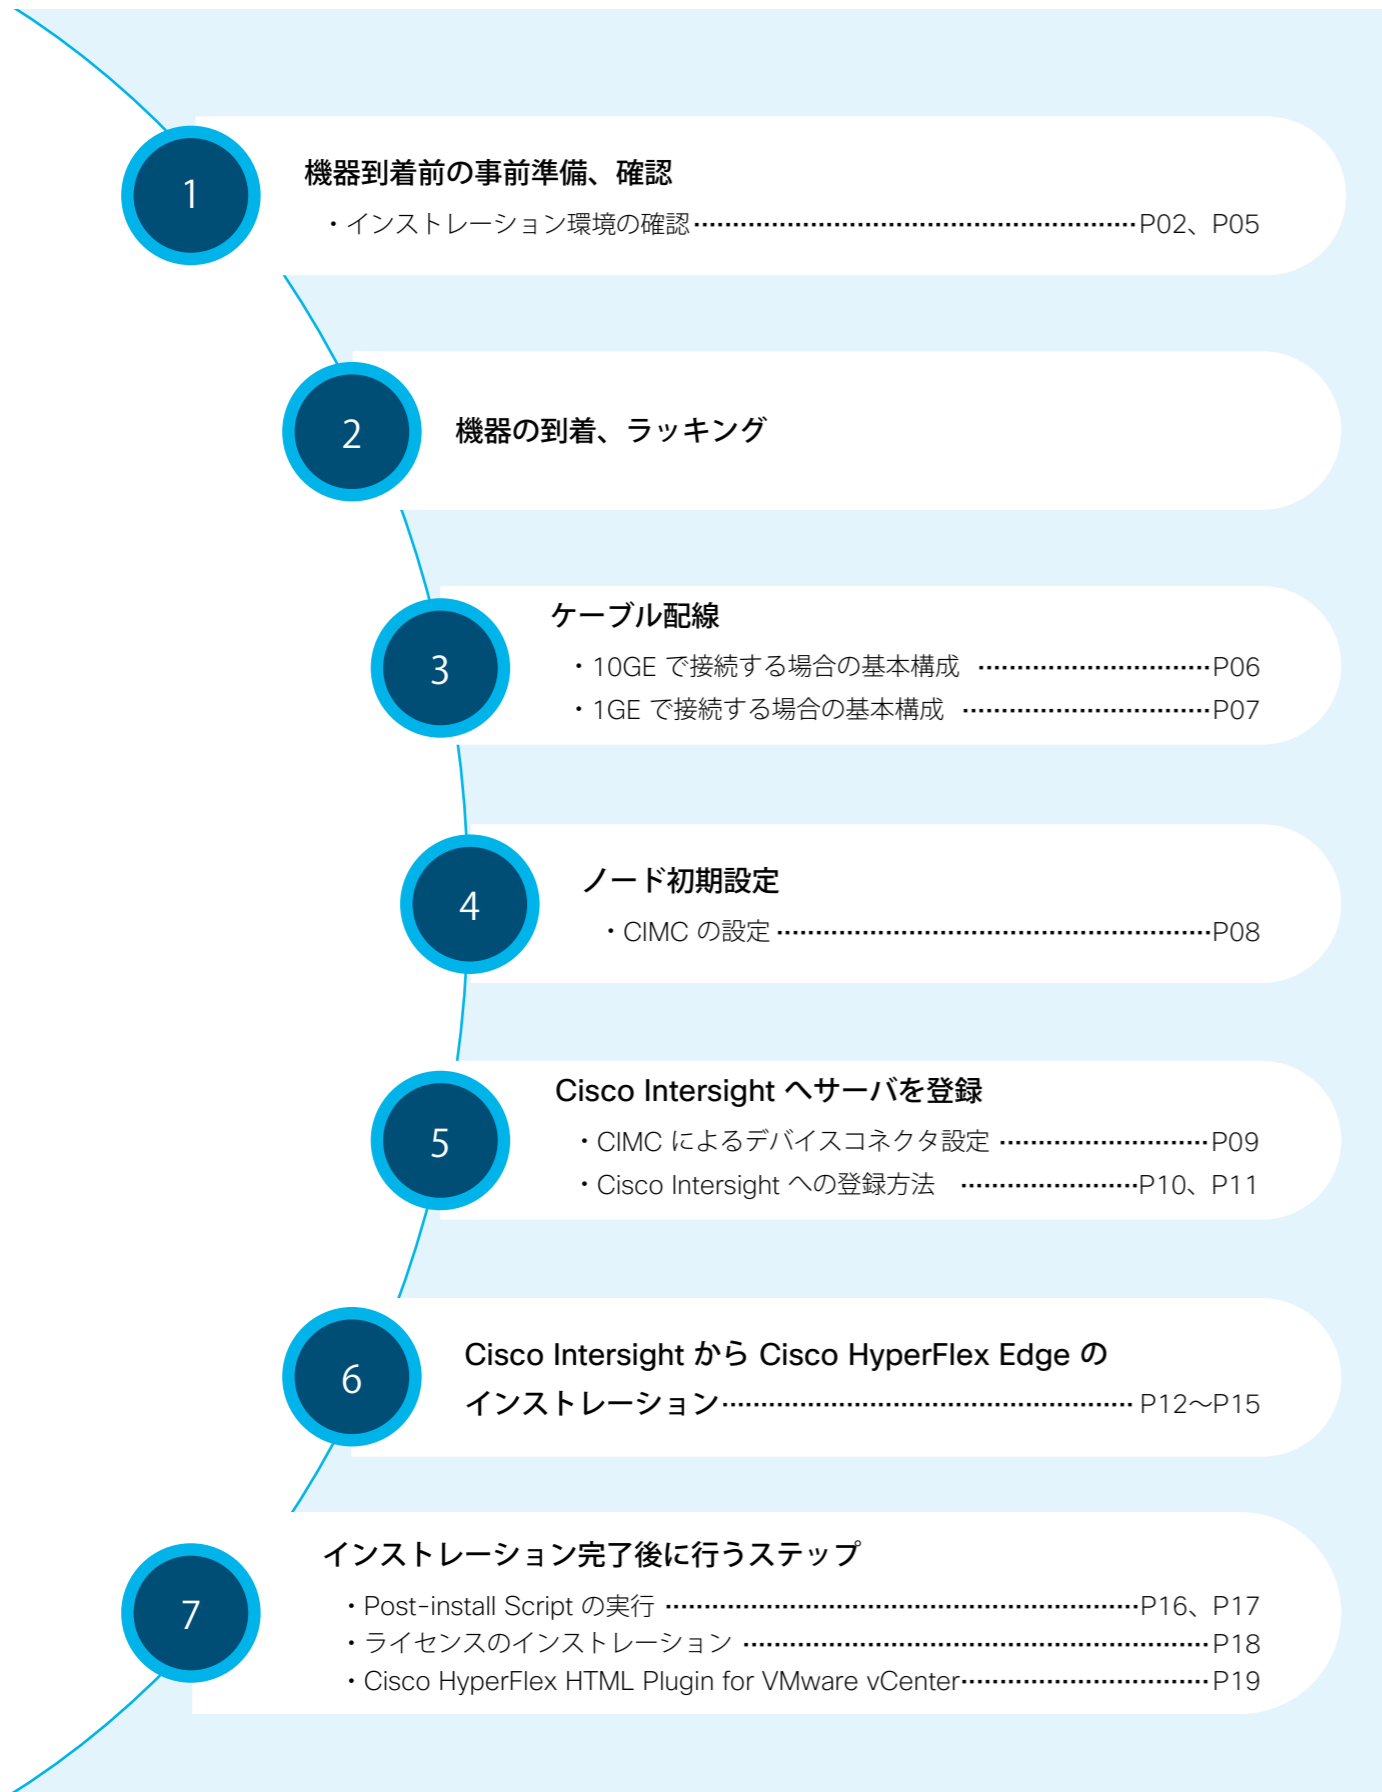 1
機器到着前の事前準備、確認
・インストレーション環境の確認 P02、P05
2
機器の到着、ラッキング
3
ケーブル配線
・10GE で接続する場合の基本構成 P06
・1GE で接続する場合の基本構成 P07
4
ノード初期設定
・CIMC の設定 P08
5
Cisco Intersight へサーバを登録
・CIMC によるデバイスコネクタ設定 P09
・Cisco Intersight への登録方法 P10、P11
6
Cisco Intersight から Cisco HyperFlex Edge の
インストレーション P12～P15
7
インストレーション完了後に行うステップ
・Post-install Script の実行 P16、P17
・ライセンスのインストレーション P18
・Cisco HyperFlex HTML Plugin for VMware vCenter P19